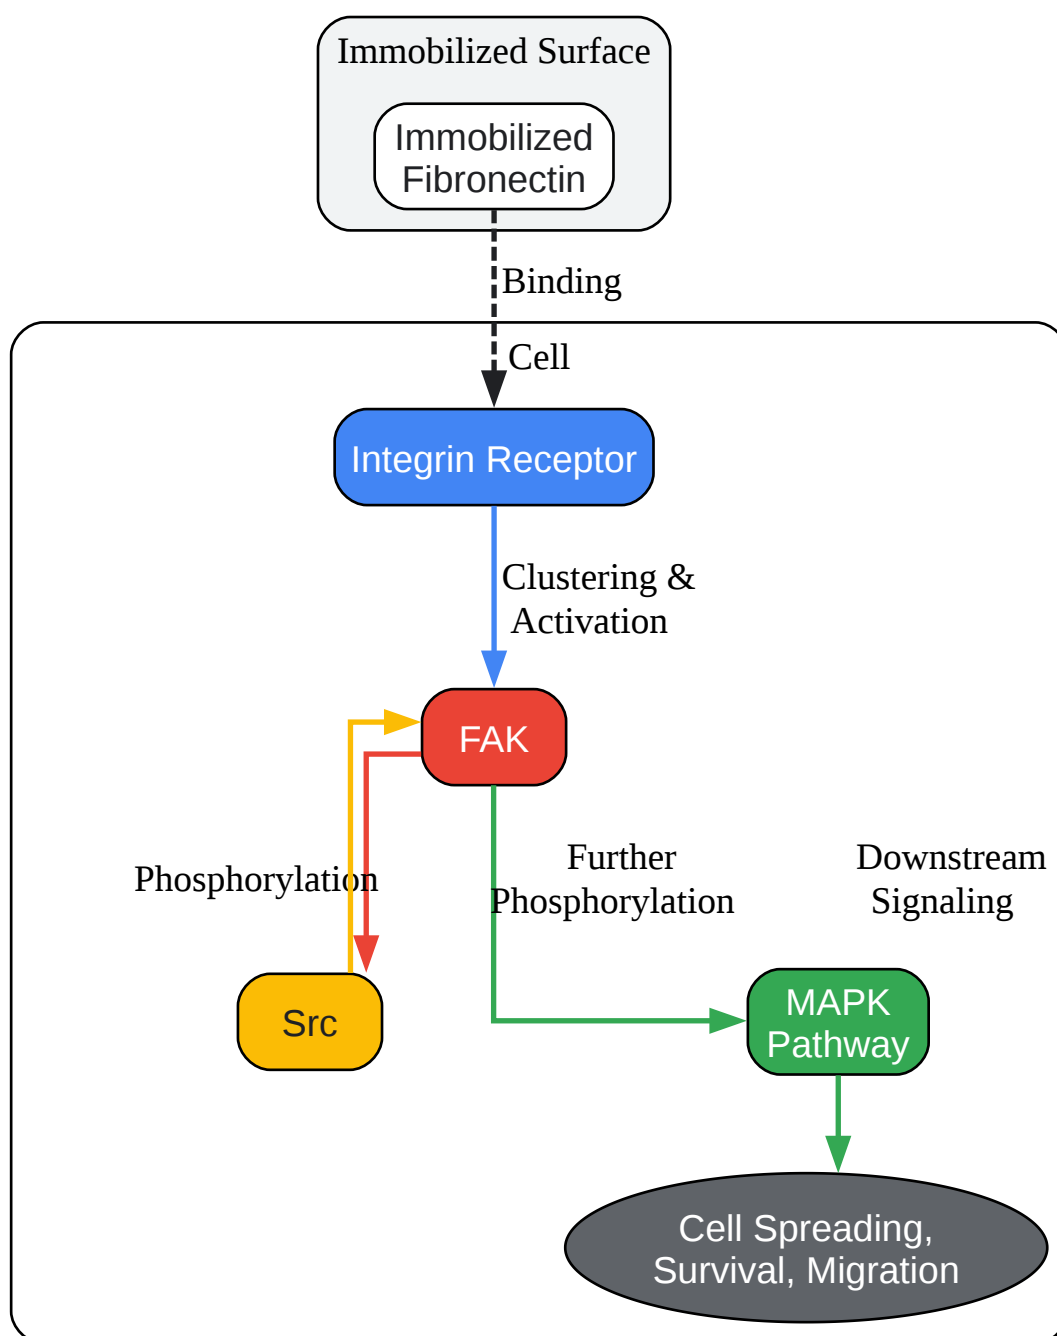 Immobilized Surface
Immobilized
Fibronectin
Binding
Cell
Integrin Receptor
Clustering &
Activation
FAK
Phosphorylation
Further
Phosphorylation
Downstream
Signaling
Src
MAPK
Pathway
Cell Spreading,
Survival, Migration